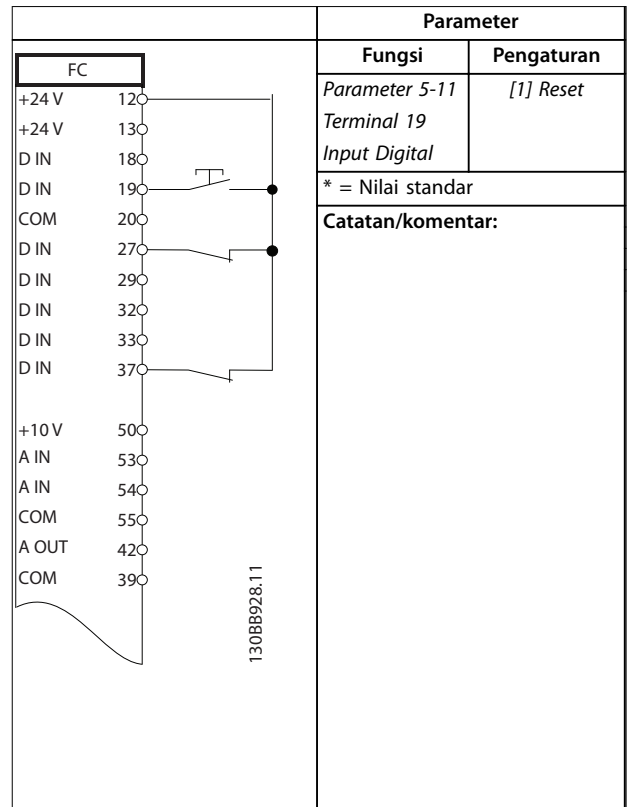 Parameter
Fungsi Pengaturan
Parameter 5-11 [1] Reset
Terminal 19
Input Digital
* = Nilai standar
Catatan/komentar:
FC
+24 V 12
+24 V 13
D IN 18
D IN 19
COM 20
D IN 27
D IN 29
D IN 32
D IN 33
D IN 37
+10 V 50
A IN 53
A IN 54
COM 55
A OUT 42
COM 39
130BB928.11